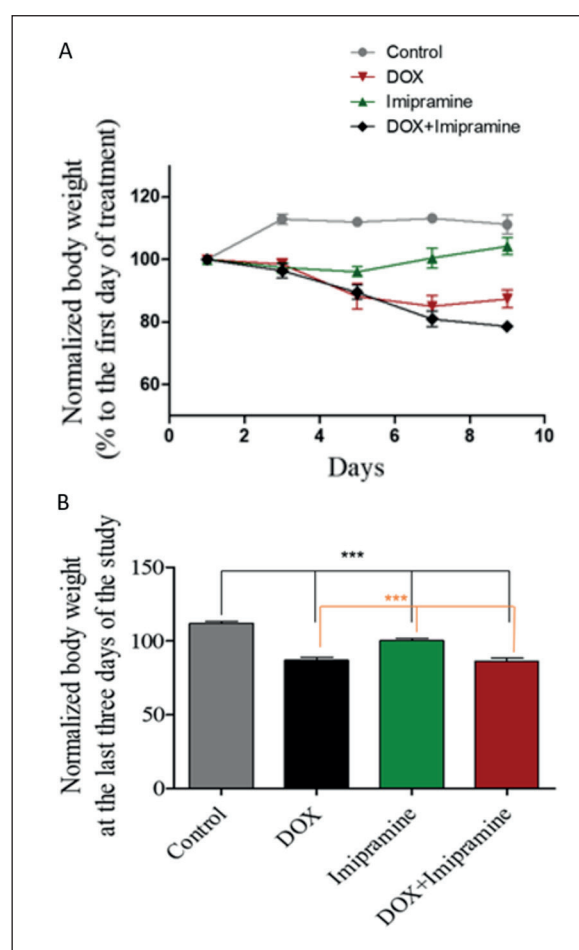 A
Control
DOX
Imipramine
DOX+Imipramine
Normalized body weight
(% to the first day of treatment)
120
100
80
60
0 2 4 6 8 10
Days
B
Normalized body weight
at the last three days of the study
150
100
50
0
***
***
Control
DOX
Imipramine
DOX+Imipramine